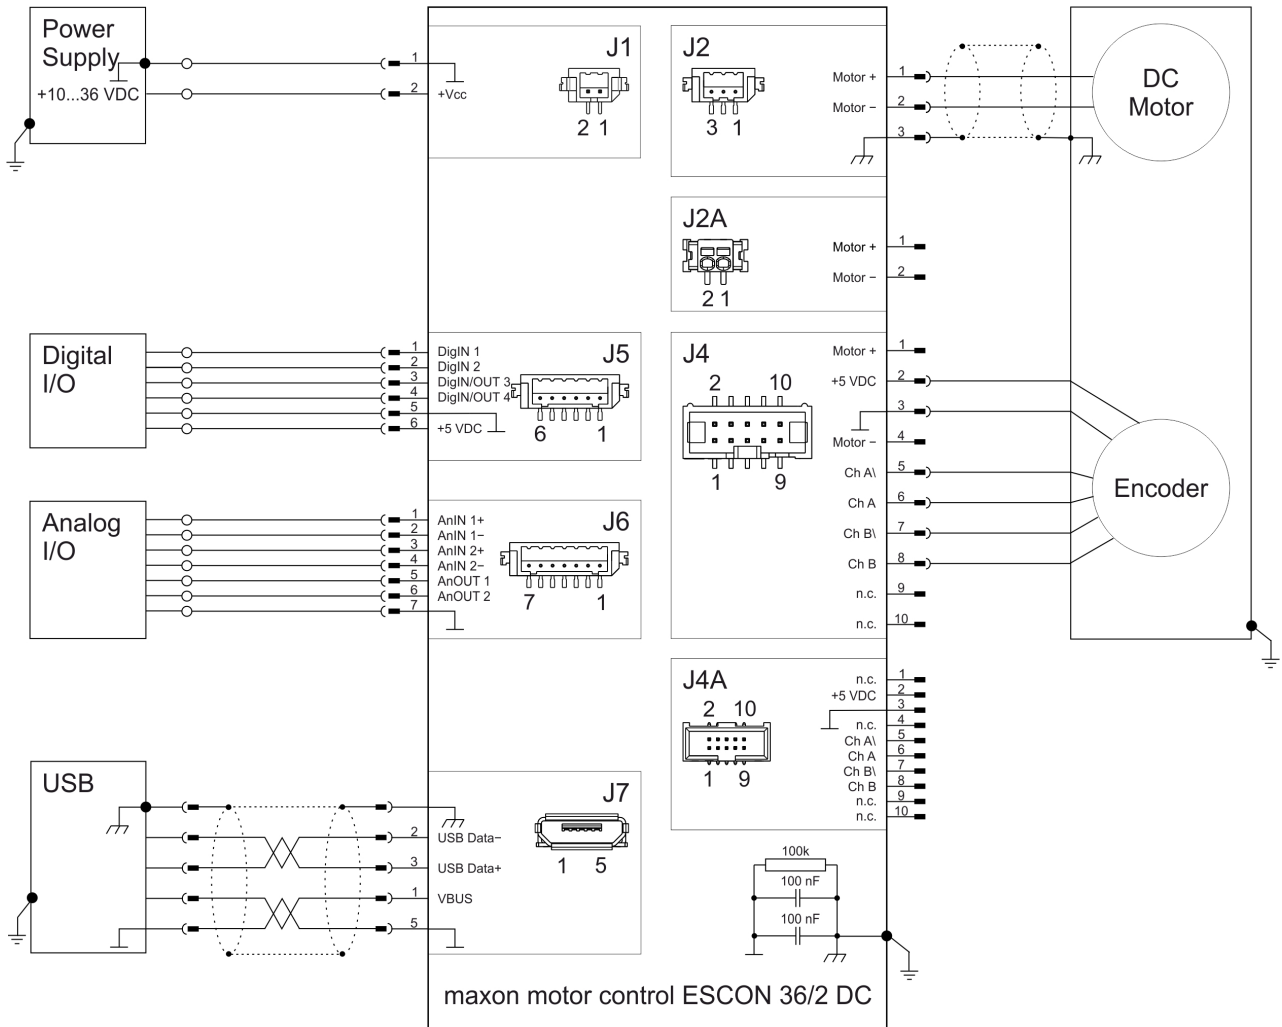 Power
Supply
+10...36 VDC
1
2
+Vcc
J1
2 1
J2
3 1
Motor +
1
Motor −
2
3
DC
Motor
J2A
2 1
Motor +
1
Motor −
2
Digital
I/O
1
DigIN 1
2
DigIN 2
3
DigIN/OUT 3
4
DigIN/OUT 4
5
6
+5 VDC
J5
6 1
J4
2 10
1 9
Motor +
1
+5 VDC
2
3
Motor −
4
Ch A\
5
Ch A
6
Ch B\
7
Ch B
8
n.c.
9
n.c.
10
Encoder
Analog
I/O
1
AnIN 1+
2
AnIN 1−
3
AnIN 2+
4
AnIN 2−
5
AnOUT 1
6
AnOUT 2
7
J6
7 1
J4A
2 10
1 9
n.c.
1
+5 VDC
2
3
n.c.
4
Ch A\
5
Ch A
6
Ch B\
7
Ch B
8
n.c.
9
n.c.
10
USB
2
USB Data−
3
USB Data+
1
VBUS
5
J7
1 5
100k
100 nF
100 nF
maxon motor control ESCON 36/2 DC